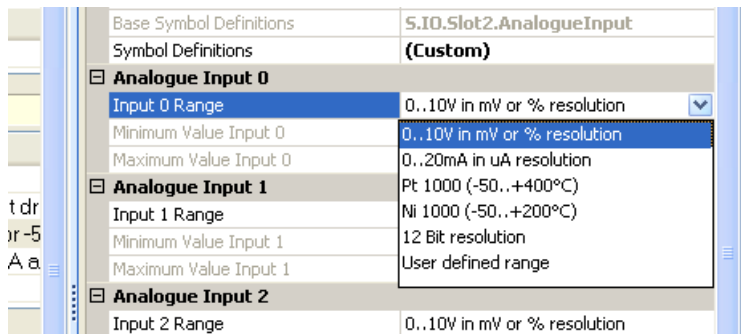 Base Symbol Definitions S.IO.Slot2.AnalogueInput
Symbol Definitions (Custom)
Analogue Input 0
Input 0 Range 0..10V in mV or % resolution
Minimum Value Input 0 0..10V in mV or % resolution
Maximum Value Input 0 0..20mA in uA resolution
Analogue Input 1 Pt 1000 (-50..+400°C)
t dr Input 1 Range Ni 1000 (-50..+200°C)
or -5 Minimum Value Input 1 12 Bit resolution
A a Maximum Value Input 1 User defined range
Analogue Input 2
Input 2 Range 0..10V in mV or % resolution